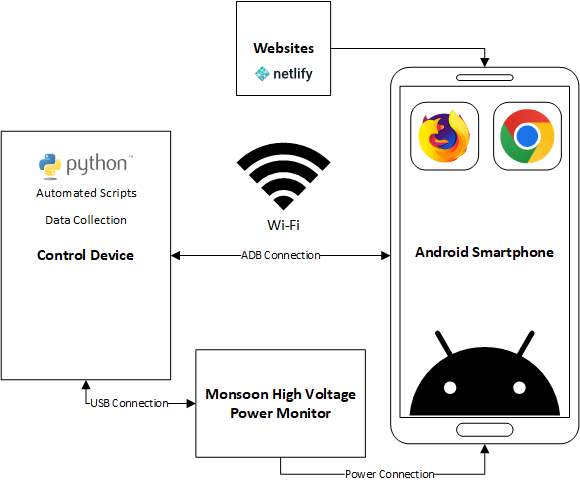 Websites
netlify
python™
Automated Scripts
Data Collection
Control Device
Wi-Fi
ADB Connection
Android Smartphone
Monsoon High Voltage
Power Monitor
USB Connection
Power Connection